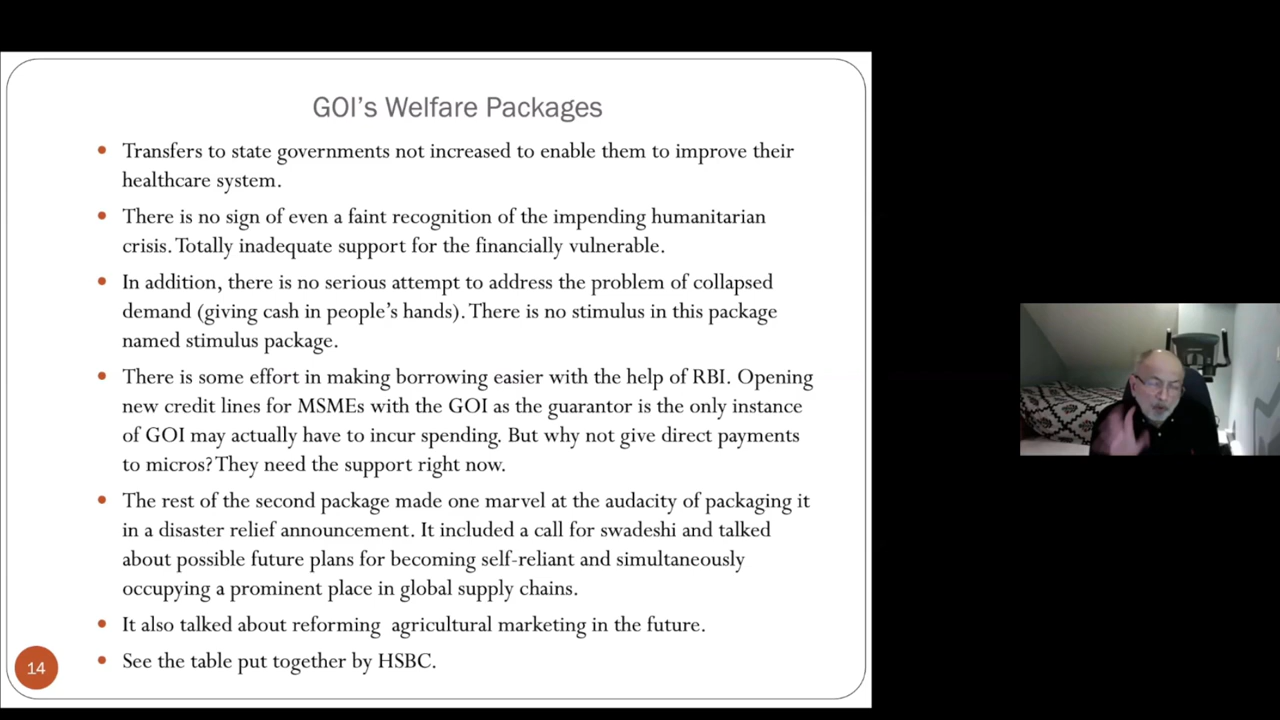 GOI's Welfare Packages
• Transfers to state governments not increased to enable them to improve their
healthcare system.
• There is no sign of even a faint recognition of the impending humanitarian
crisis. Totally inadequate support for the financially vulnerable.
• In addition, there is no serious attempt to address the problem of collapsed
demand (giving cash in people's hands). There is no stimulus in this package
named stimulus package.
• There is some effort in making borrowing easier with the help of RBI. Opening
new credit lines for MSMEs with the GOI as the guarantor is the only instance
of GOI may actually have to incur spending. But why not give direct payments
to micros? They need the support right now.
• The rest of the second package made one marvel at the audacity of packaging it
in a disaster relief announcement. It included a call for swadeshi and talked
about possible future plans for becoming self-reliant and simultaneously
occupying a prominent place in global supply chains.
• It also talked about reforming agricultural marketing in the future.
• See the table put together by HSBC.
14